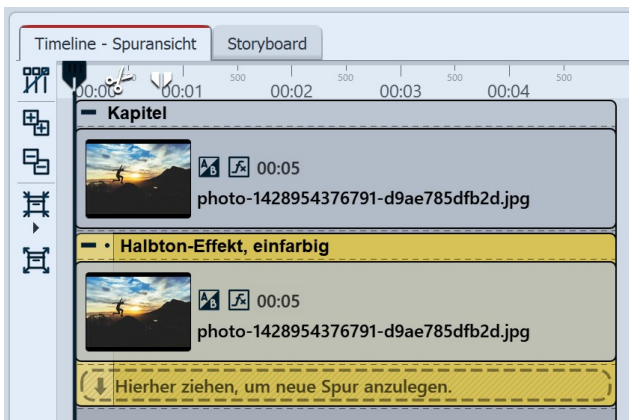 Timeline - Spuransicht
Storyboard
500 500 500 500
00:00 00:01 00:02 00:03 00:04
Kapitel
00:05
photo-1428954376791-d9ae785dfb2d.jpg
Halbton-Effekt, einfarbig
00:05
photo-1428954376791-d9ae785dfb2d.jpg
Hierher ziehen, um neue Spur anzulegen.